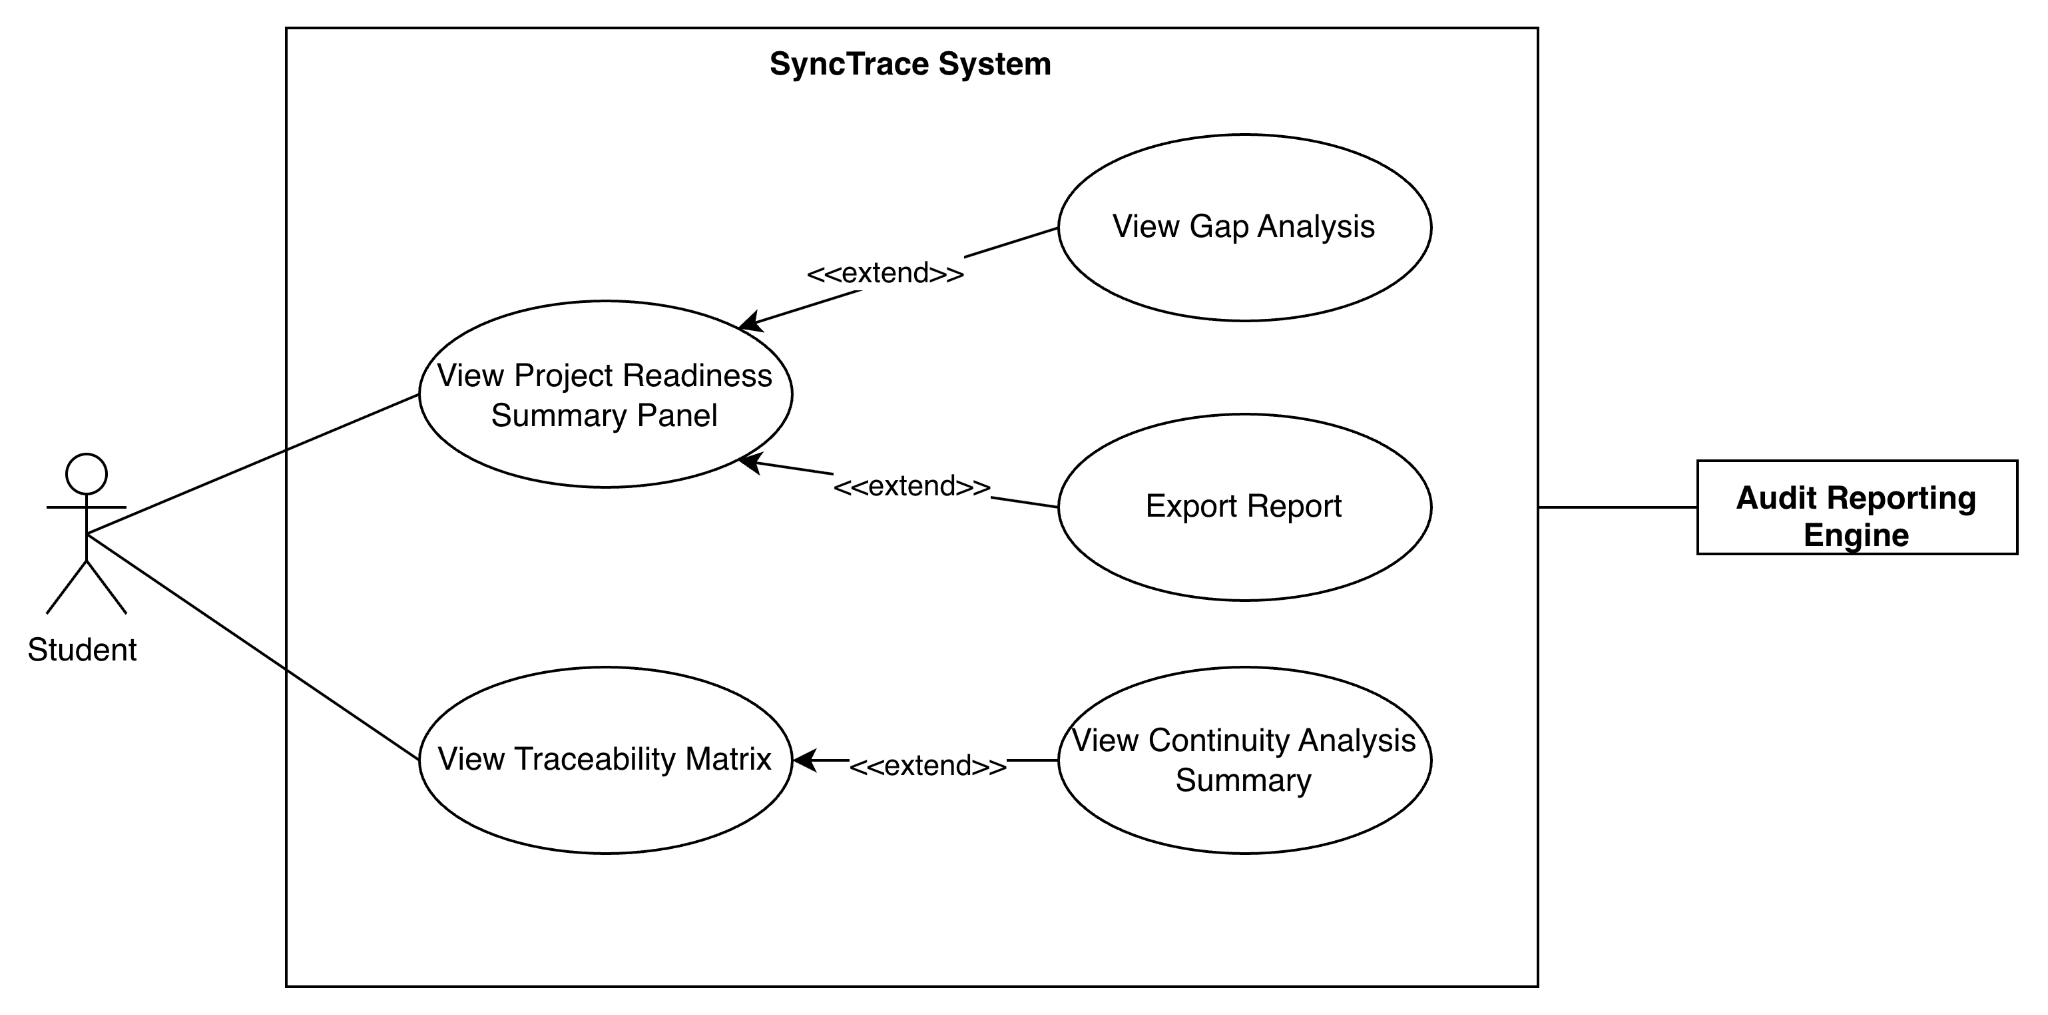 SyncTrace System
View Gap Analysis
<<extend>>
View Project Readiness
Summary Panel
<<extend>>
Export Report
Audit Reporting
Engine
Student
View Traceability Matrix
<<extend>>
View Continuity Analysis
Summary